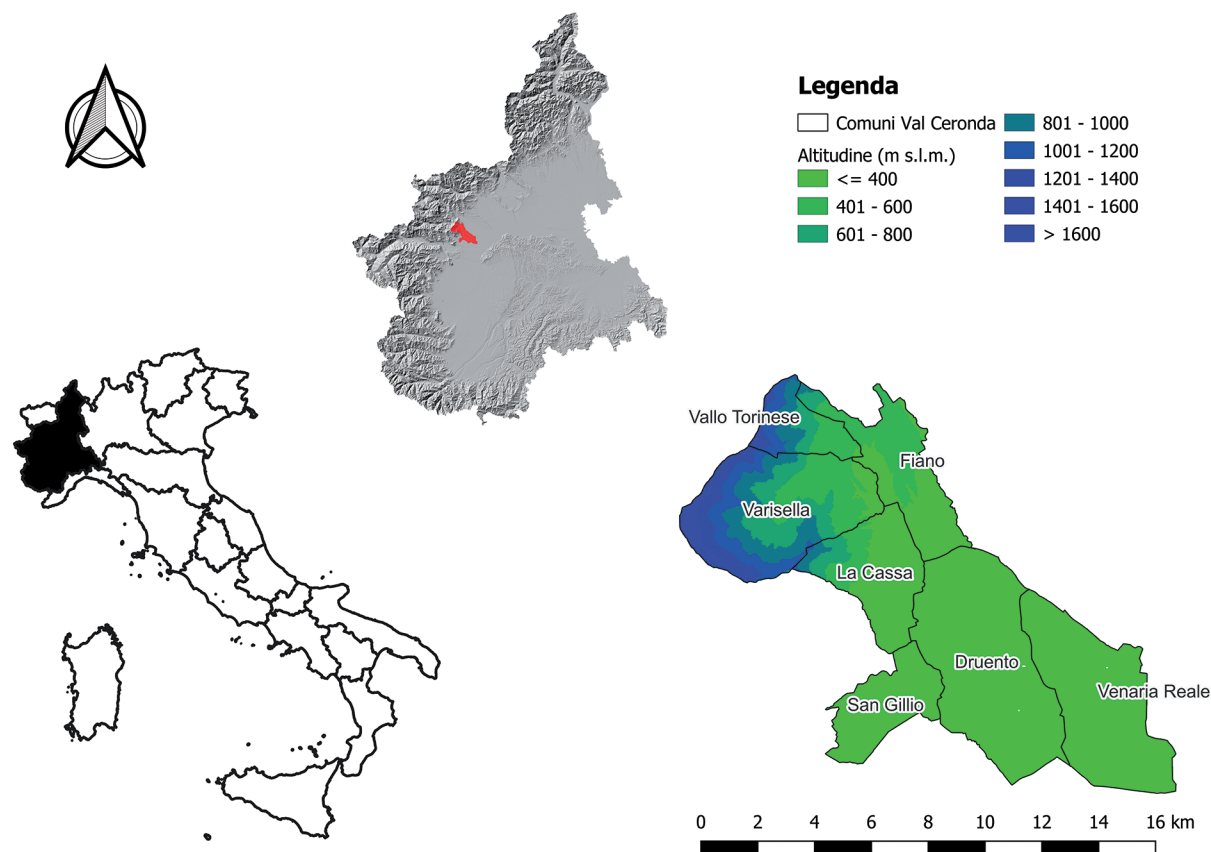 Legenda
Comuni Val Ceronda
Altitudine (m s.l.m.)
<= 400
401 - 600
601 - 800
801 - 1000
1001 - 1200
1201 - 1400
1401 - 1600
> 1600
Vallo Torinese
Fiano
Varisella
La Cassa
Druento
Venaria Reale
San Gillio
0 2 4 6 8 10 12 14 16 km